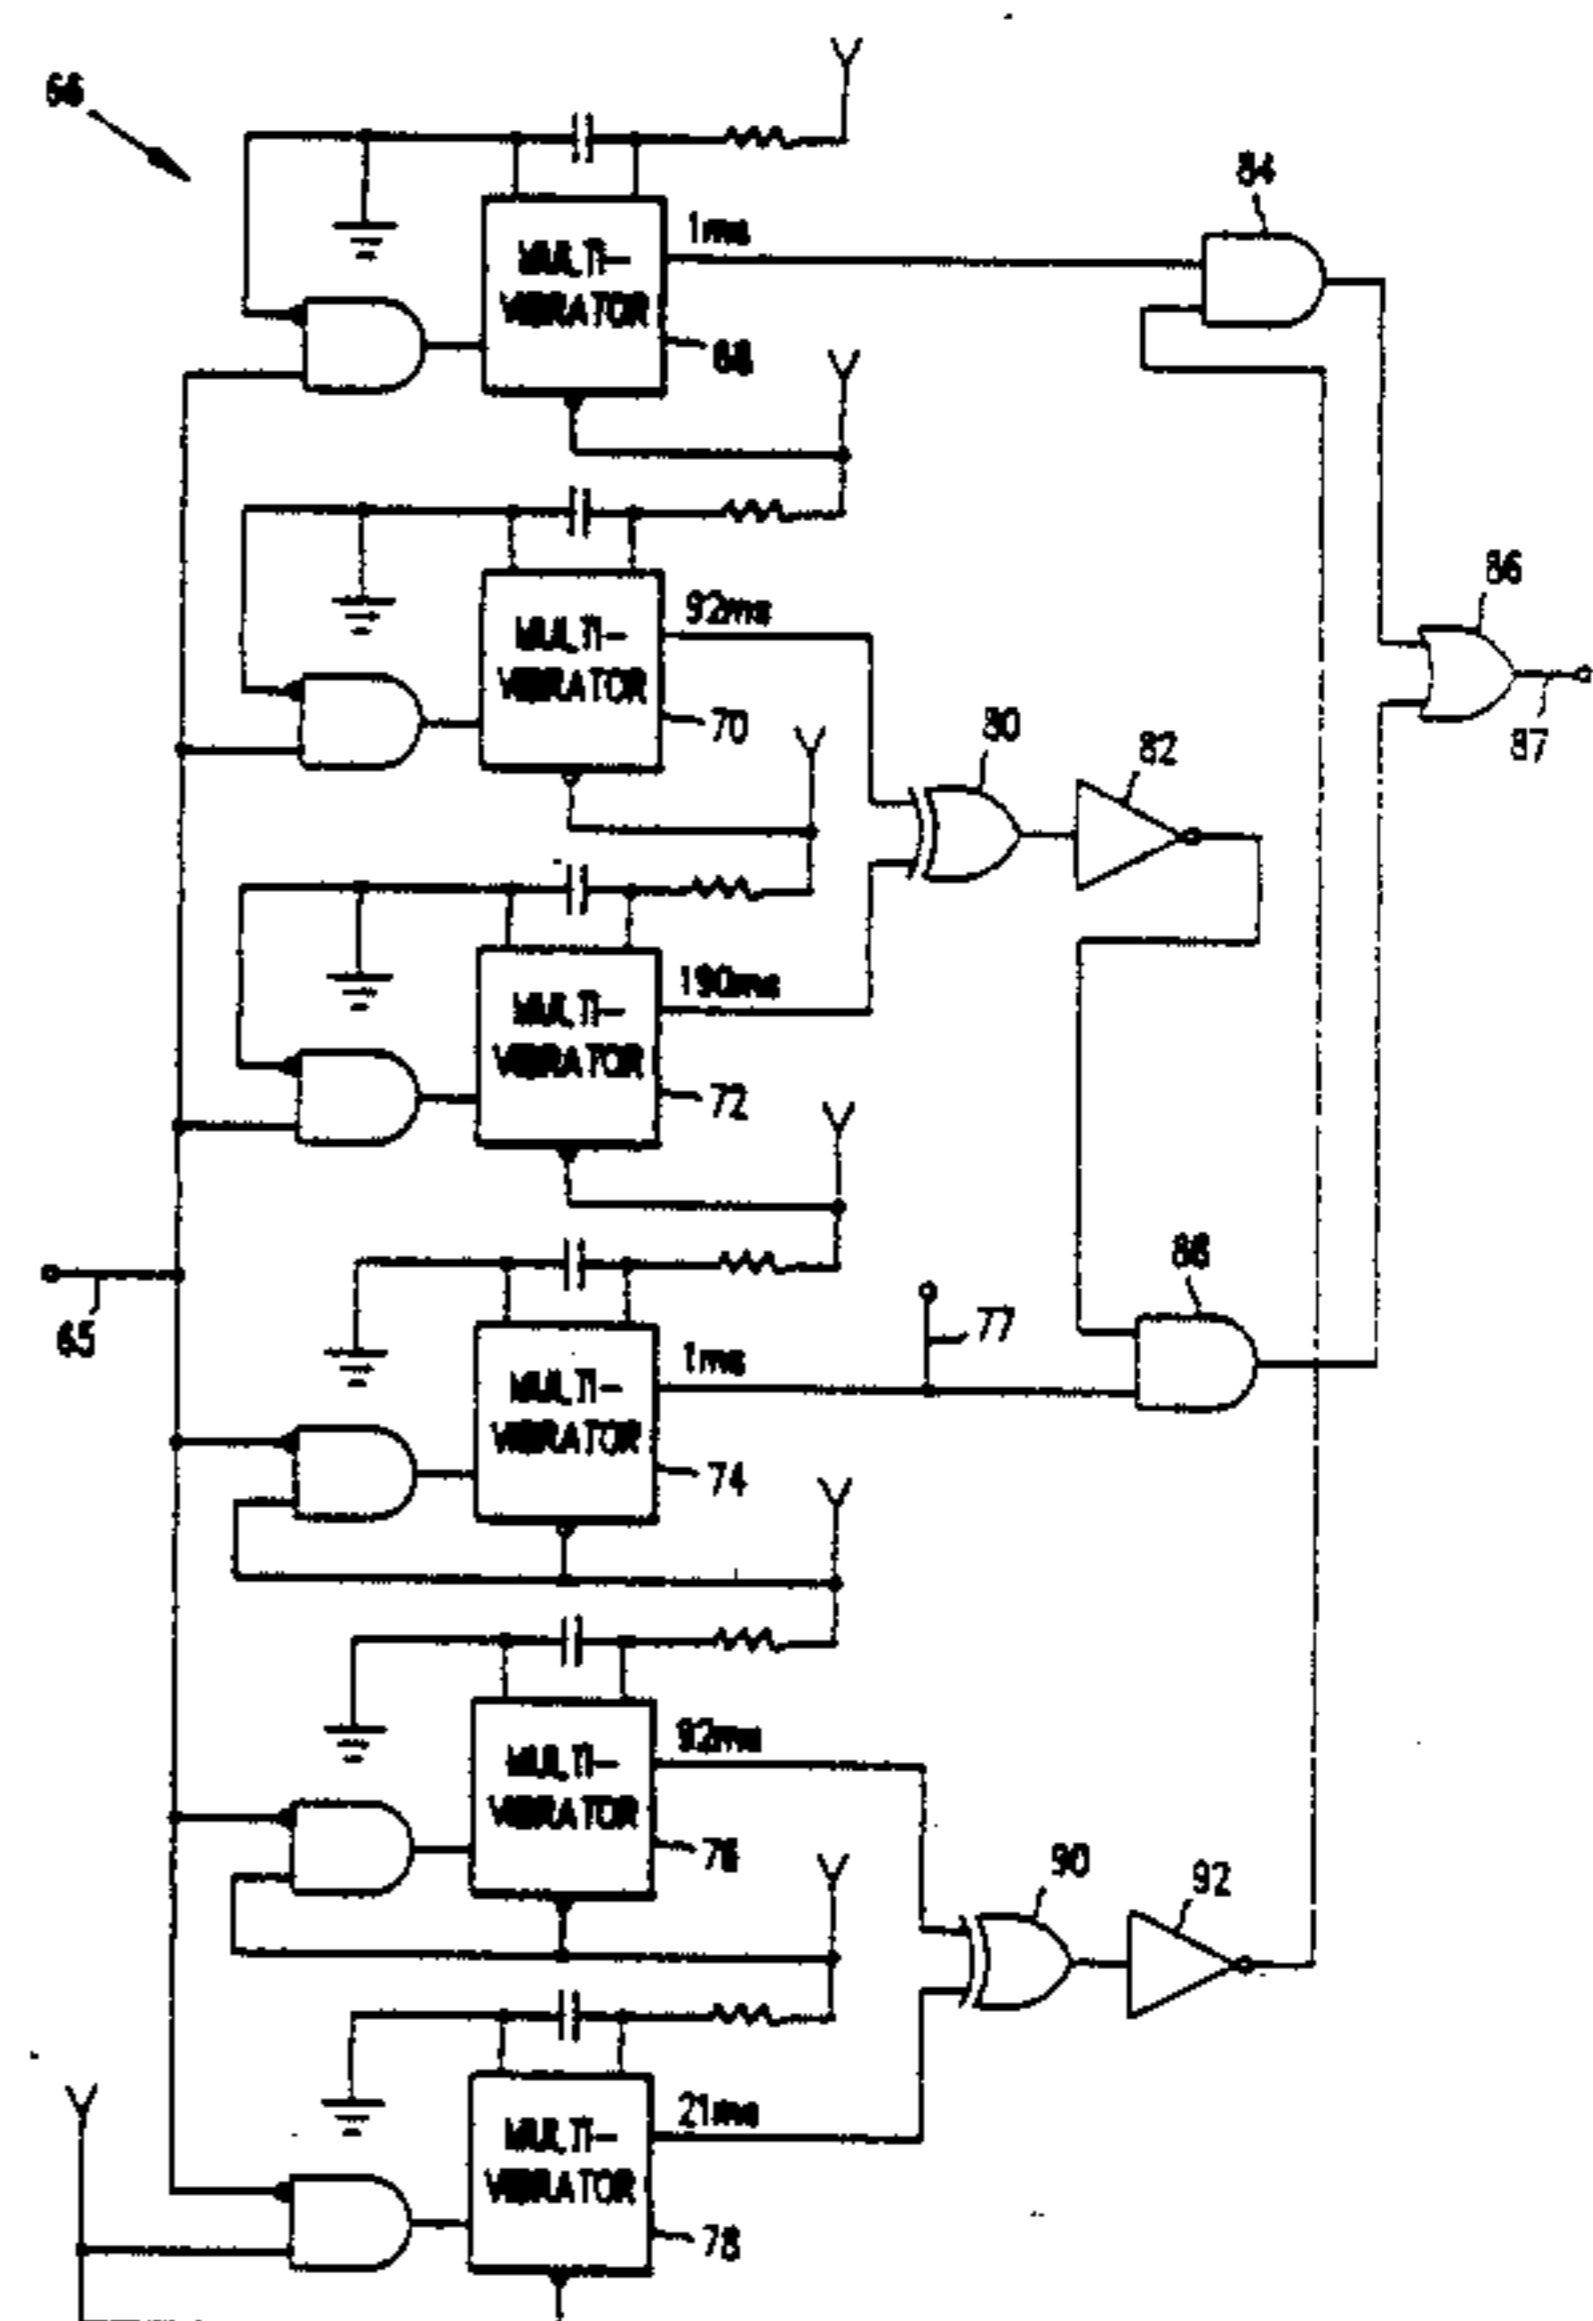 66
84
1ms
MULTI-
VIBRATOR
68
86
92ms
MULTI-
VIBRATOR
70
80
82
87
190ms
MULTI-
VIBRATOR
72
88
65
77
1ms
MULTI-
VIBRATOR
74
92ms
MULTI-
VIBRATOR
76
90
92
21ms
MULTI-
VIBRATOR
78